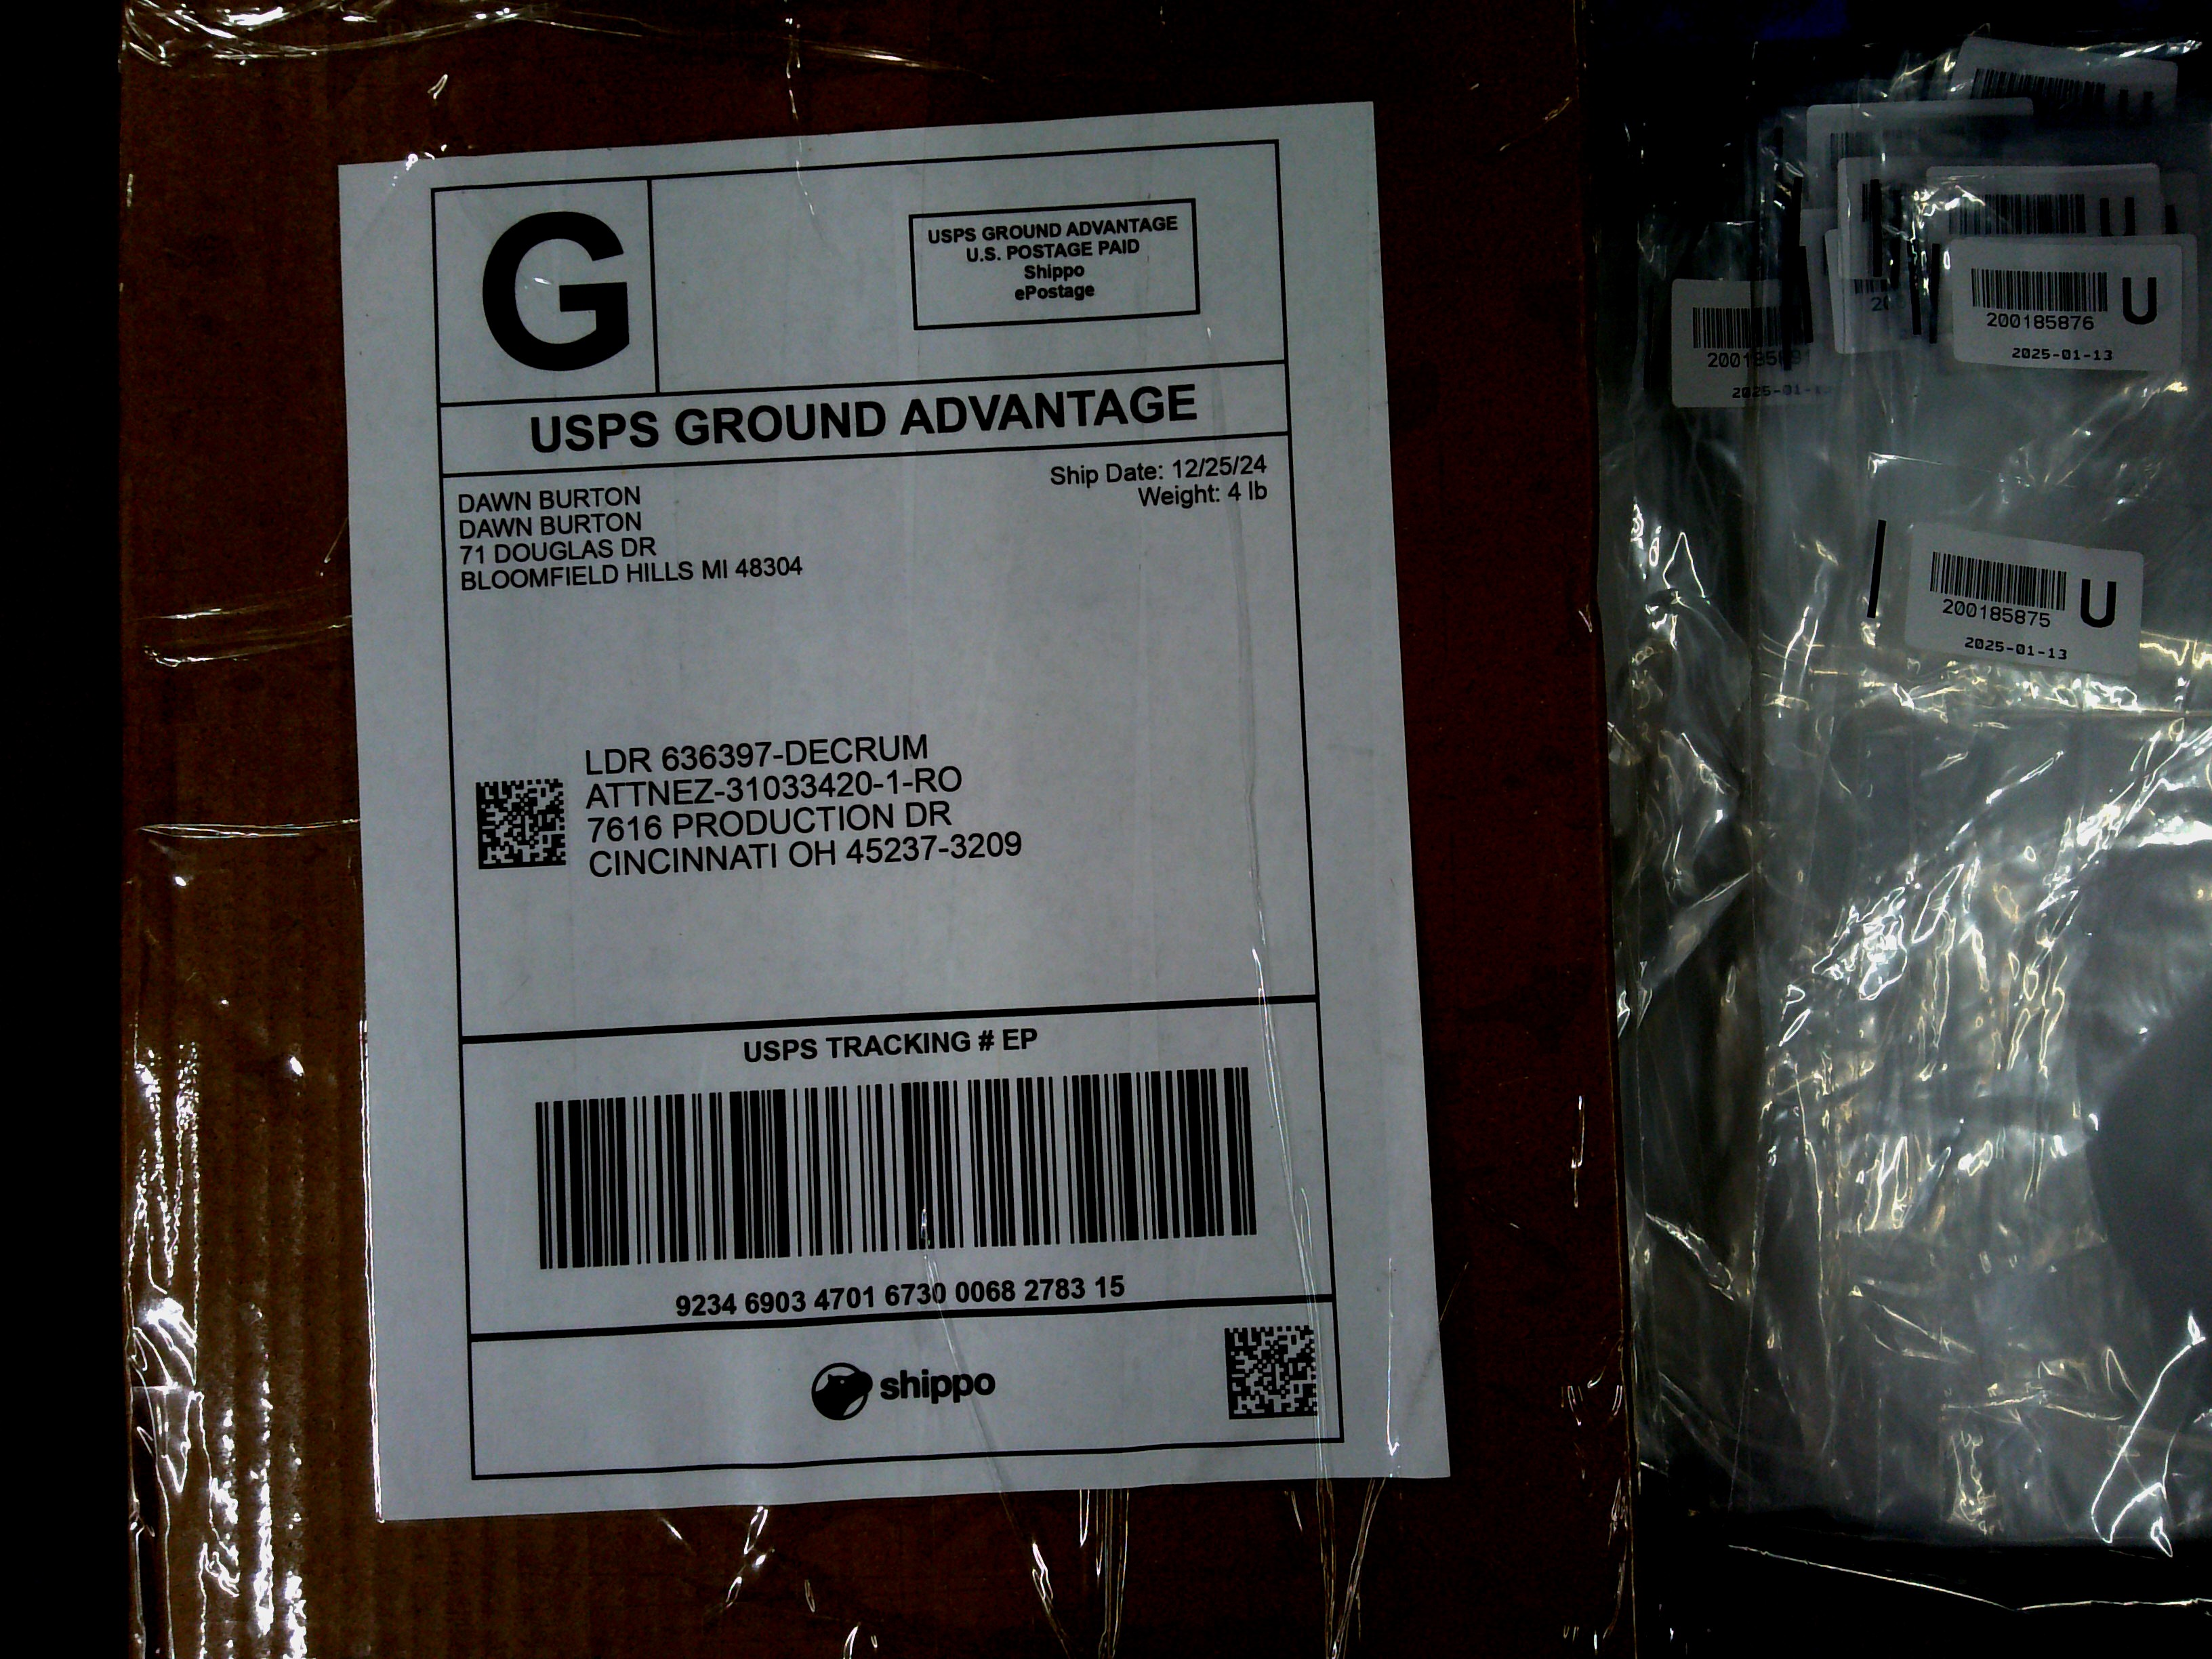 G
USPS GROUND ADVANTAGE
U.S. POSTAGE PAID
Shippo
ePostage
USPS GROUND ADVANTAGE
Ship Date: 12/25/24
Weight: 4 lb
DAWN BURTON
DAWN BURTON
71 DOUGLAS DR
BLOOMFIELD HILLS MI 48304
LDR 636397-DECRUM
ATTNEZ-31033420-1-RO
7616 PRODUCTION DR
CINCINNATI OH 45237-3209
USPS TRACKING # EP
9234 6903 4701 6730 0068 2783 15
shippo
U
U
200185876 U
2025-01-13
200185875 U
2025-01-13